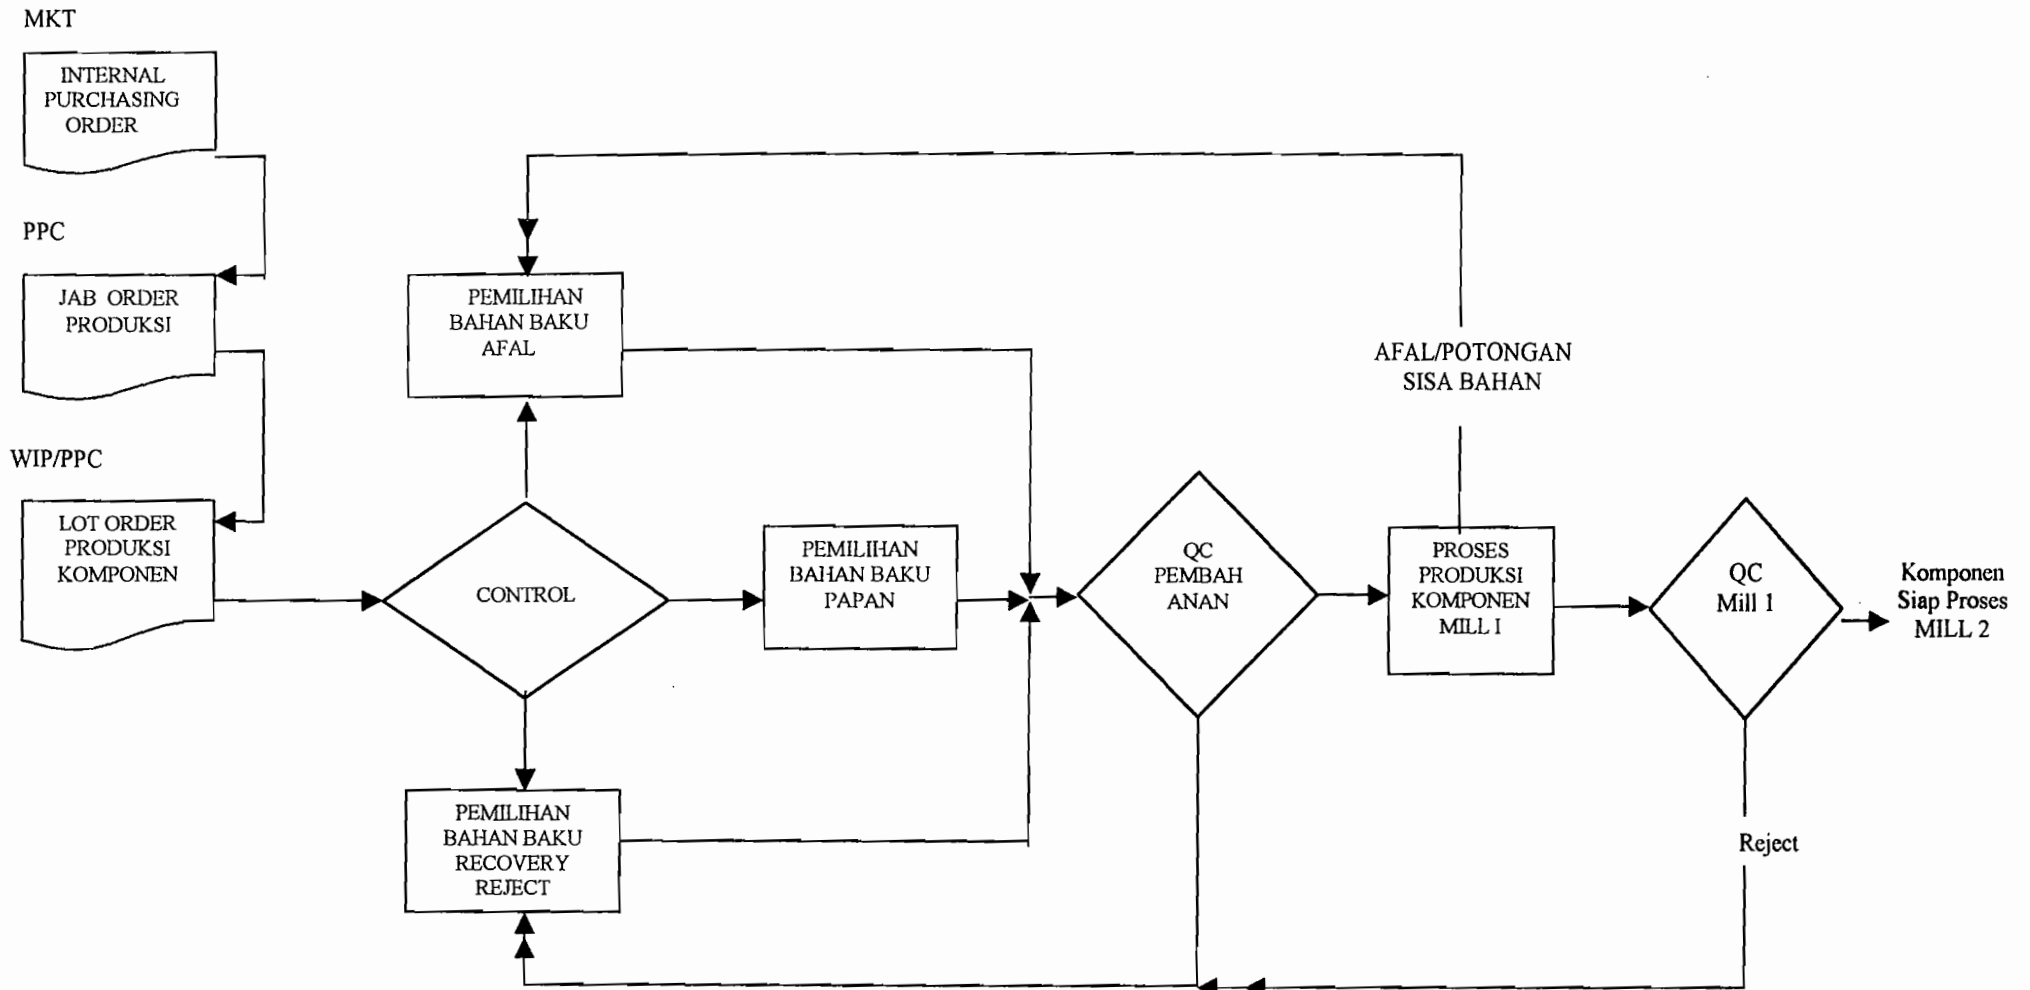 MKT
INTERNAL
PURCHASING
ORDER
PPC
JAB ORDER
PRODUKSI
WIP/PPC
LOT ORDER
PRODUKSI
KOMPONEN
CONTROL
PEMILIHAN
BAHAN BAKU
AFAL
PEMILIHAN
BAHAN BAKU
PAPAN
PEMILIHAN
BAHAN BAKU
RECOVERY
REJECT
QC
PEMBAH
ANAN
AFAL/POTONGAN
SISA BAHAN
PROSES
PRODUKSI
KOMPONEN
MILL I
QC
Mill 1
Reject
Komponen
Siap Proses
MILL 2